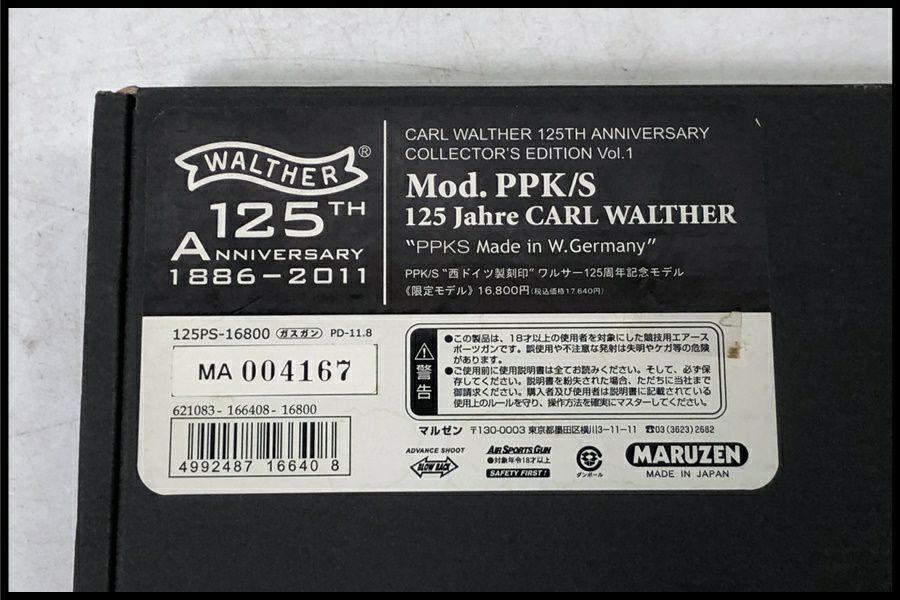 WALTHER®
125TH
ANNIVERSARY
1886-2011
CARL WALTHER 125TH ANNIVERSARY
COLLECTOR'S EDITION Vol.1
Mod. PPK/S
125 Jahre CARL WALTHER
"PPKS Made in W.Germany"
PPK/S "西ドイツ製刻印" ワルサー125周年記念モデル
《限定モデル》16,800円(税込価格17,640円)
125PS-16800 ガスガン PD-11.8
MA 004167
621083 - 166408 - 16800
4992487 16640 8
警告
●この製品は、18才以上の使用者を対象にした競技用エアース
ポーツガンです。誤使用や不注意な発射は失明やケガ等の危険
があります。
●ご使用前に使用説明書は全てお読みください。そして、必ず保
存してください。説明書を紛失された場合、ただちに当社まで
御請求ください。購入者及び使用者は説明書に記載されている
使用上のルールを守り、操作方法を確実にマスターしてください。
マルゼン 〒130-0003 東京都墨田区横川3-11-11 ☎03(3623)2682
ADVANCE SHOOT
BLOW BACK
AIR SPORTS GUN
●対象年令18才以上
SAFETY FIRST!
ダンボール
MARUZEN
MADE IN JAPAN